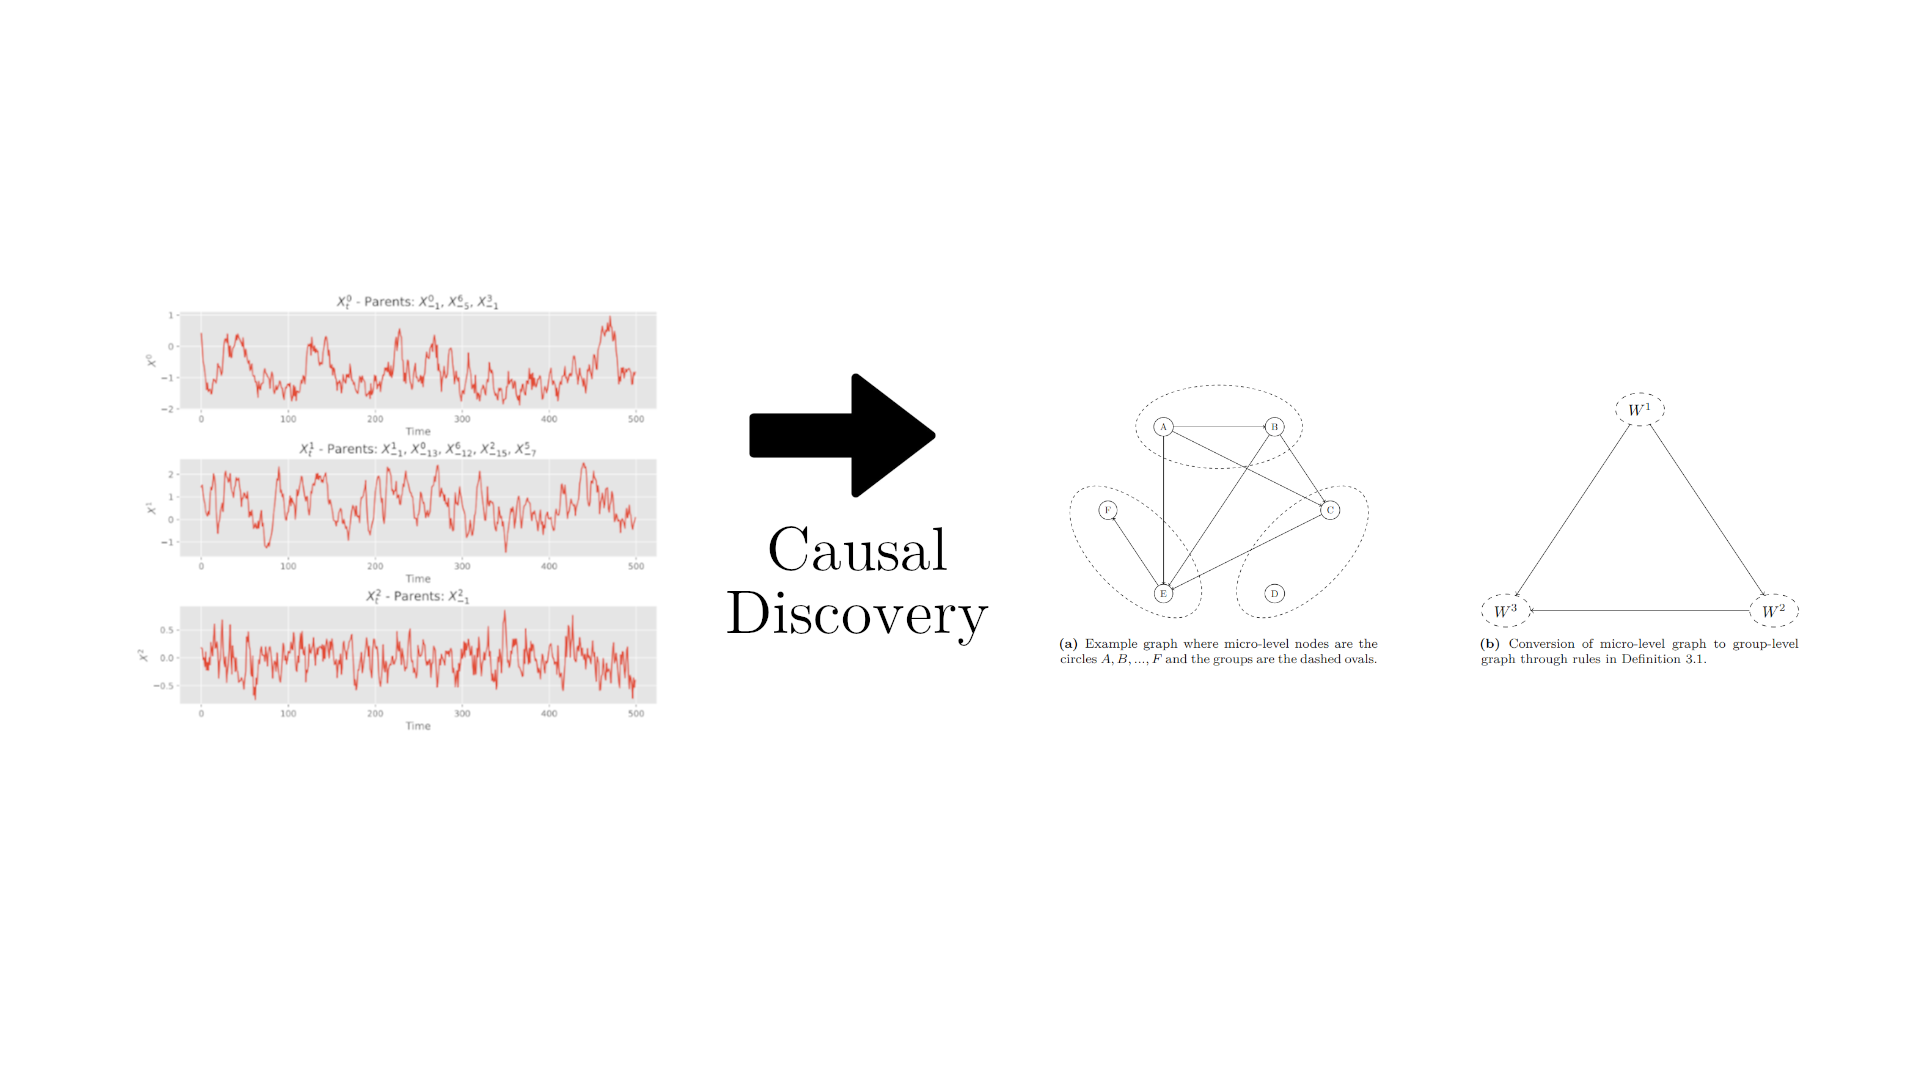 X⁰ₜ - Parents: X⁰₋₁, X⁶₋₅, X³₋₁
1
0
−1
−2
X⁰
0 100 200 300 400 500
Time
X¹ₜ - Parents: X¹₋₁, X⁰₋₁₃, X⁶₋₁₂, X²₋₁₅, X⁵₋₇
2
1
0
−1
X¹
0 100 200 300 400 500
Time
X²ₜ - Parents: X²₋₁
0.5
0.0
−0.5
X²
0 100 200 300 400 500
Time
Causal
Discovery
A B
F C
E D
(a) Example graph where micro-level nodes are the
circles A, B, ..., F and the groups are the dashed ovals.
W¹
W³ W²
(b) Conversion of micro-level graph to group-level
graph through rules in Definition 3.1.